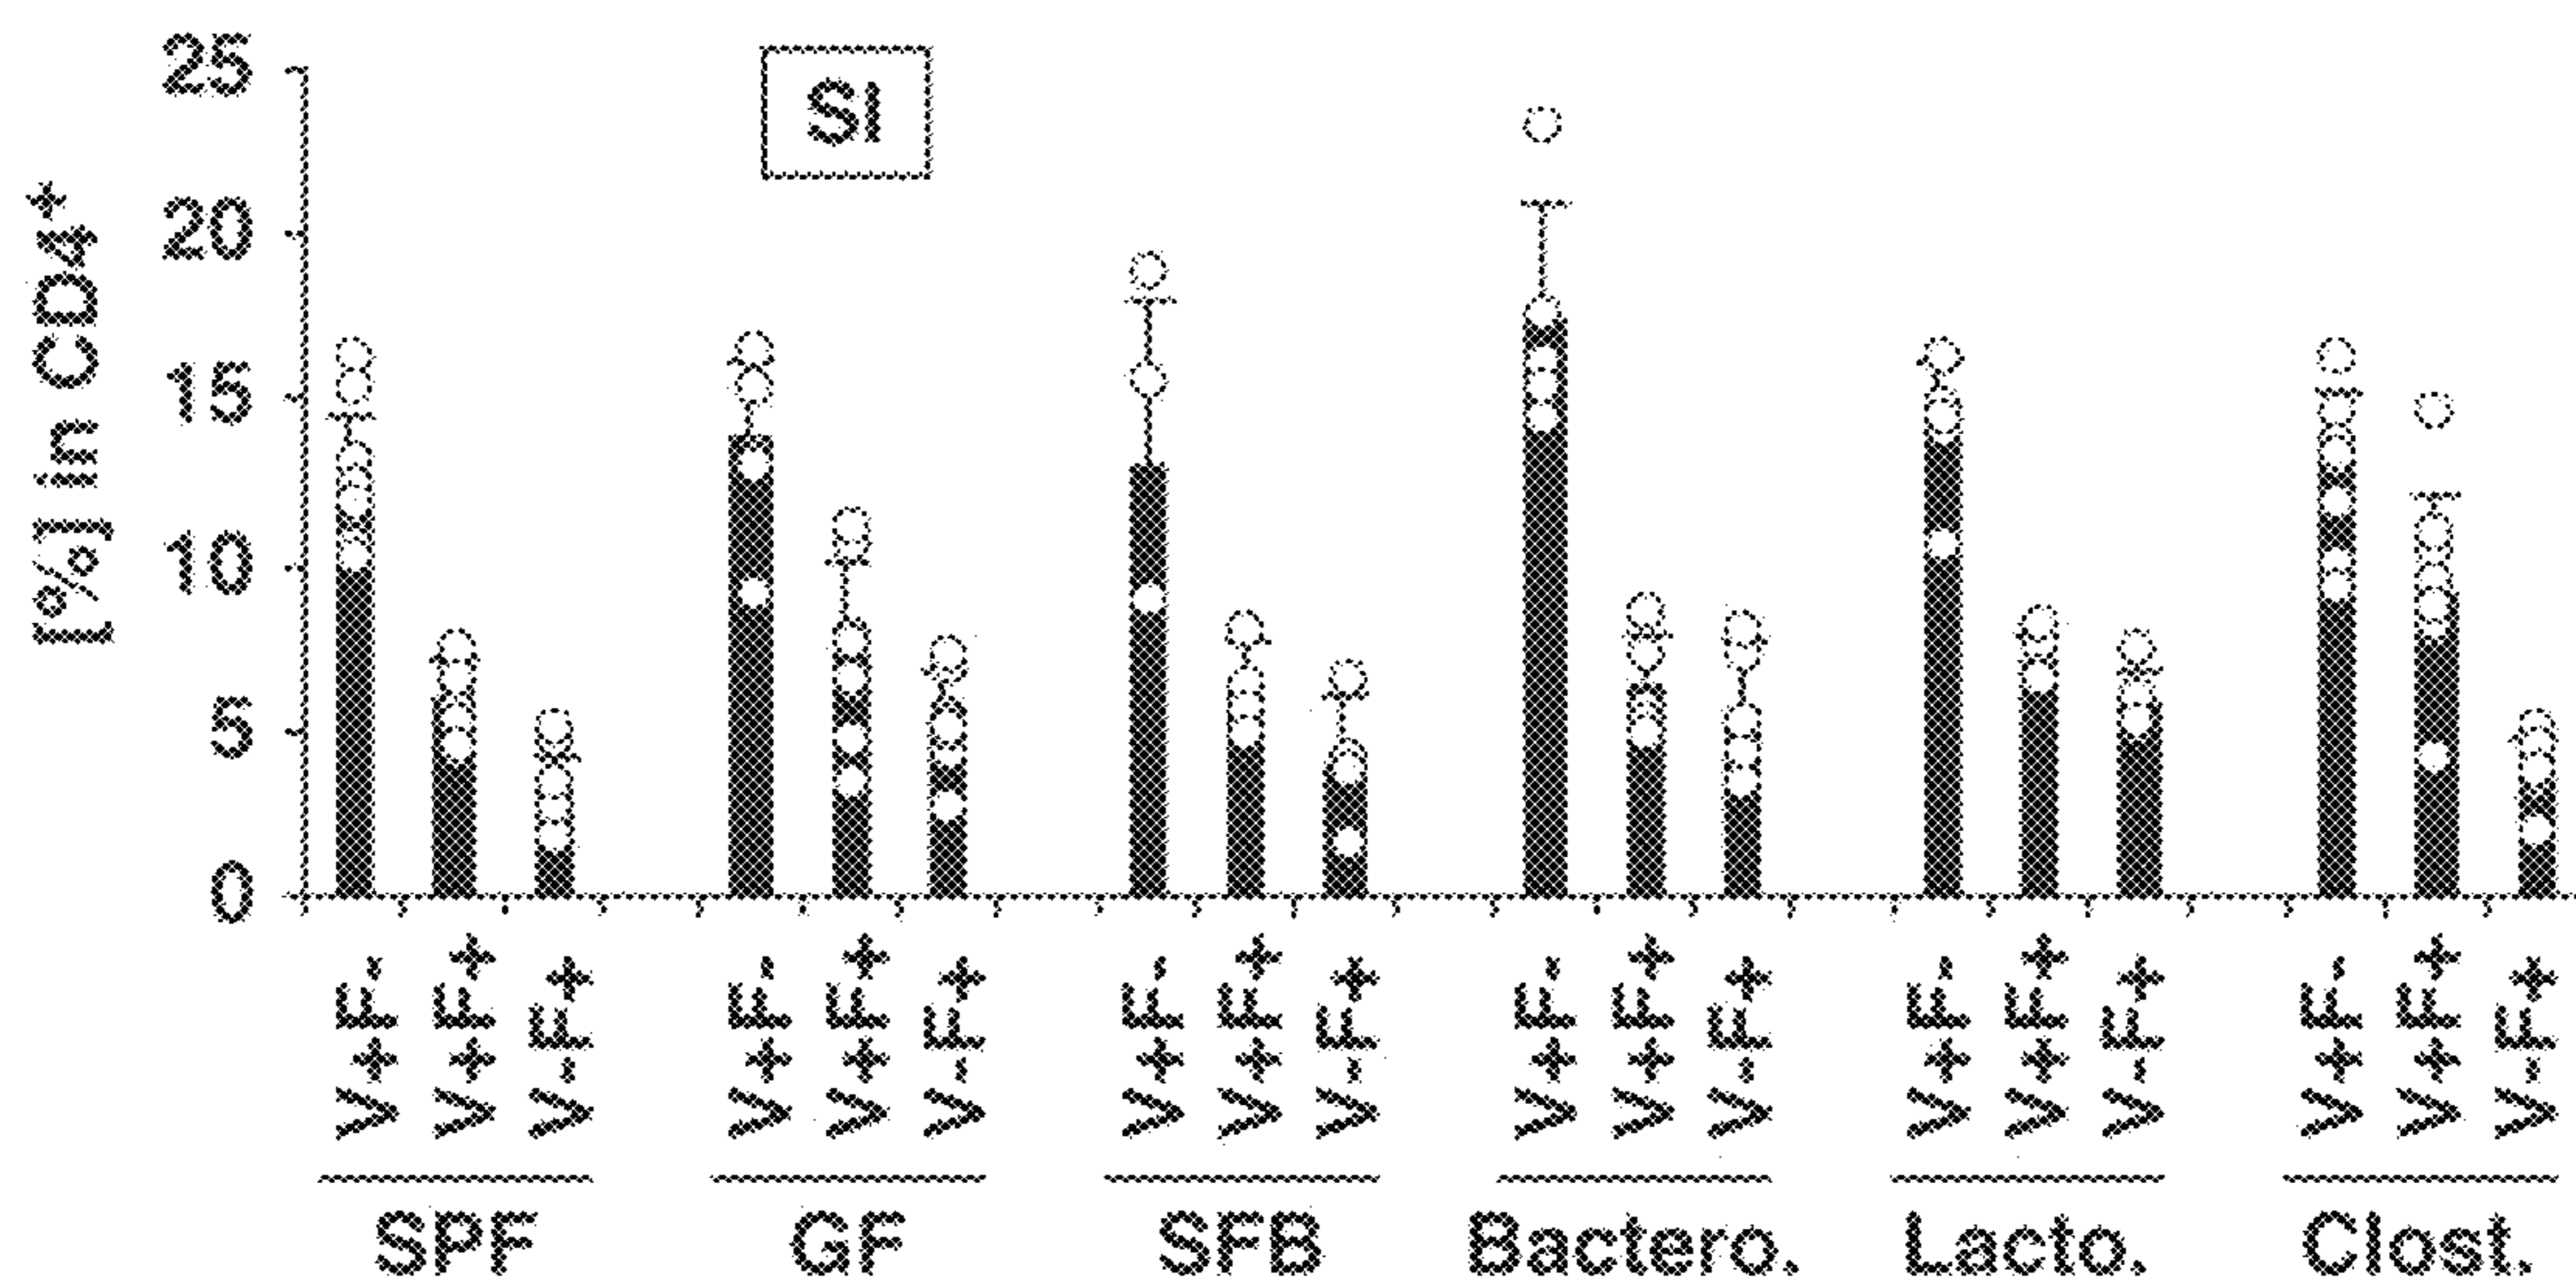 SI
[%] in CD4+
25
20
15
10
5
0
V+F- V+F+ V-F+ V+F- V+F+ V-F+ V+F- V+F+ V-F+ V+F- V+F+ V-F+ V+F- V+F+ V-F+ V+F- V+F+ V-F+
SPF GF SFB Bactero. Lacto. Clost.